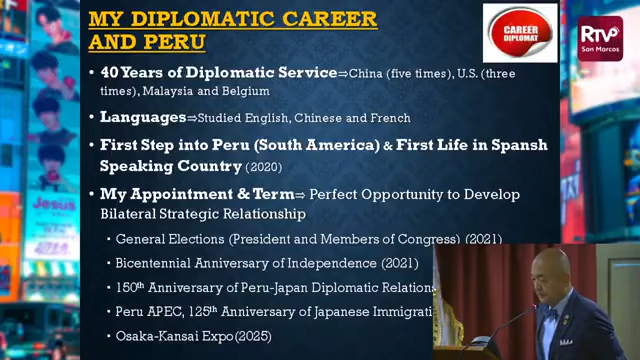 MY DIPLOMATIC CAREER
AND PERU
CAREER
DIPLOMAT
RTVP
San Marcos
• 40 Years of Diplomatic Service⇒China (five times), U.S. (three
times), Malaysia and Belgium
• Languages⇒Studied English, Chinese and French
• First Step into Peru (South America) & First Life in Spansh
Speaking Country (2020)
• My Appointment & Term⇒ Perfect Opportunity to Develop
Bilateral Strategic Relationship
• General Elections (President and Members of Congress) (2021)
• Bicentennial Anniversary of Independence (2021)
• 150th Anniversary of Peru-Japan Diplomatic Relations
• Peru APEC, 125th Anniversary of Japanese
• Osaka-Kansai Expo(2025)
Jesus